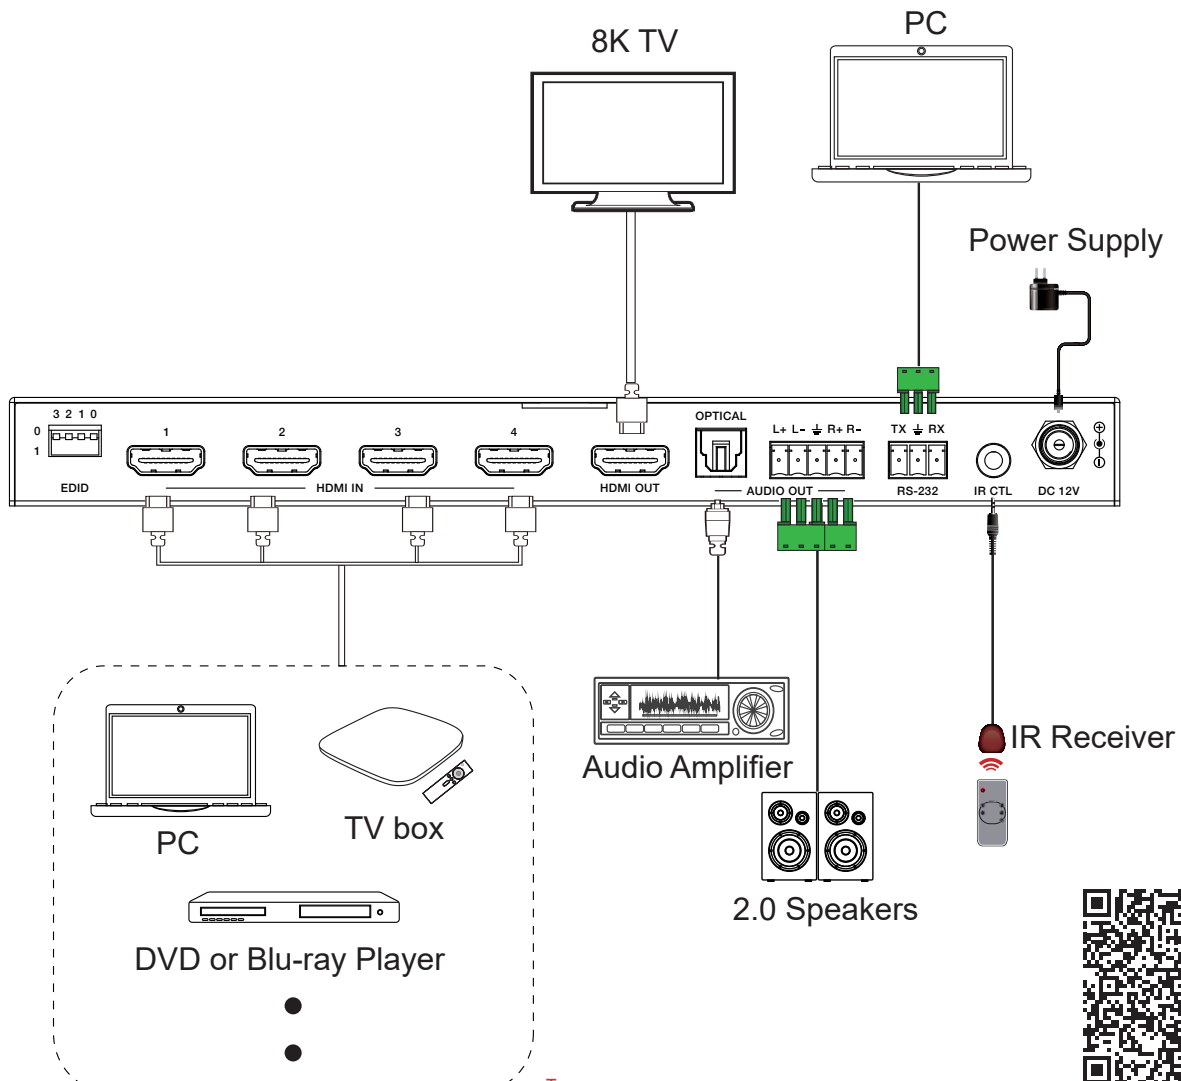 PC
8K TV
Power Supply
3 2 1 0
0
1
EDID
1
2
3
4
HDMI IN
HDMI OUT
OPTICAL
L+ L- ⏚ R+ R-
AUDIO OUT
TX ⏚ RX
RS-232
IR CTL
DC 12V
Audio Amplifier
IR Receiver
PC
TV box
2.0 Speakers
DVD or Blu-ray Player